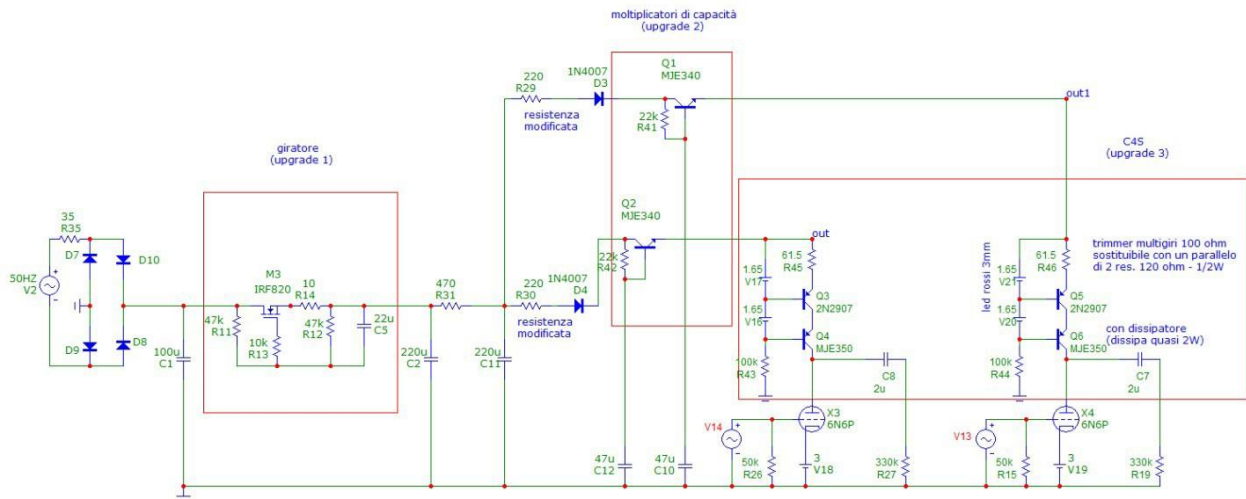 moltiplicatori di capacità
(upgrade 2)
220
R29
1N4007
D3
Q1
MJE340
22k
R41
out1
resistenza
modificata
giratore
(upgrade 1)
C4S
(upgrade 3)
Q2
MJE340
out
22k
R42
35
R35
D7
D10
50HZ
V2
D9
D8
M3
IRF820
10
R14
47k
R11
10k
R13
47k
R12
22u
C5
100u
C1
470
R31
220u
C2
220u
C11
220
R30
1N4007
D4
resistenza
modificata
1.65
V17
61.5
R45
Q3
2N2907
1.65
V16
Q4
MJE350
100k
R43
C8
2u
led rossi 3mm
1.65
V21
61.5
R46
trimmer multigiri 100 ohm
sostituibile con un parallelo
di 2 res. 120 ohm - 1/2W
Q5
2N2907
1.65
V20
Q6
MJE350
con dissipatore
(dissipa quasi 2W)
100k
R44
C7
2u
X3
6N6P
V14
50k
R26
3
V18
330k
R27
X4
6N6P
V13
50k
R15
3
V19
330k
R19
47u
C12
47u
C10